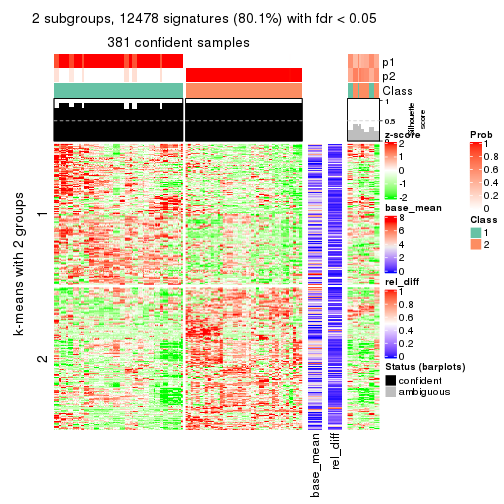 2 subgroups, 12478 signatures (80.1%) with fdr < 0.05
381 confident samples
p1
p2
Class
1
0.5
0
Silhouette
score
k-means with 2 groups
1
2
base_mean
rel_diff
z-score
2
1
0
-1
-2
base_mean
8
6
4
2
0
rel_diff
1
0.8
0.6
0.4
0.2
0
Status (barplots)
confident
ambiguous
Prob
1
0.8
0.6
0.4
0.2
0
Class
1
2